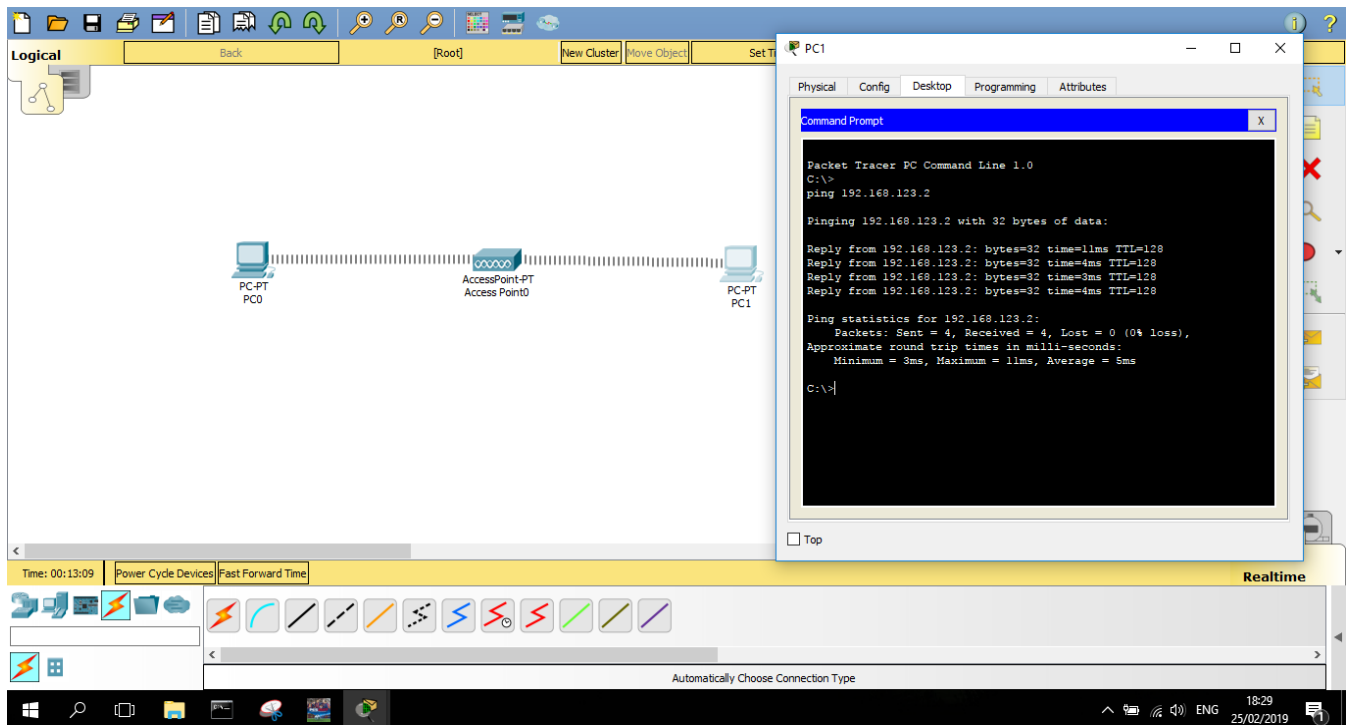 Logical
Back
[Root]
New Cluster
Move Object
PC-PT
PC0
AccessPoint-PT
Access Point0
PC-PT
PC1
PC1
Physical
Config
Desktop
Programming
Attributes
Command Prompt
X
Packet Tracer PC Command Line 1.0
C:\>
ping 192.168.123.2
Pinging 192.168.123.2 with 32 bytes of data:
Reply from 192.168.123.2: bytes=32 time=11ms TTL=128
Reply from 192.168.123.2: bytes=32 time=4ms TTL=128
Reply from 192.168.123.2: bytes=32 time=3ms TTL=128
Reply from 192.168.123.2: bytes=32 time=4ms TTL=128
Ping statistics for 192.168.123.2:
Packets: Sent = 4, Received = 4, Lost = 0 (0% loss),
Approximate round trip times in milli-seconds:
Minimum = 3ms, Maximum = 11ms, Average = 5ms
C:\>
Top
Time: 00:13:09
Power Cycle Devices
Fast Forward Time
Realtime
Automatically Choose Connection Type
ENG
18:29
25/02/2019